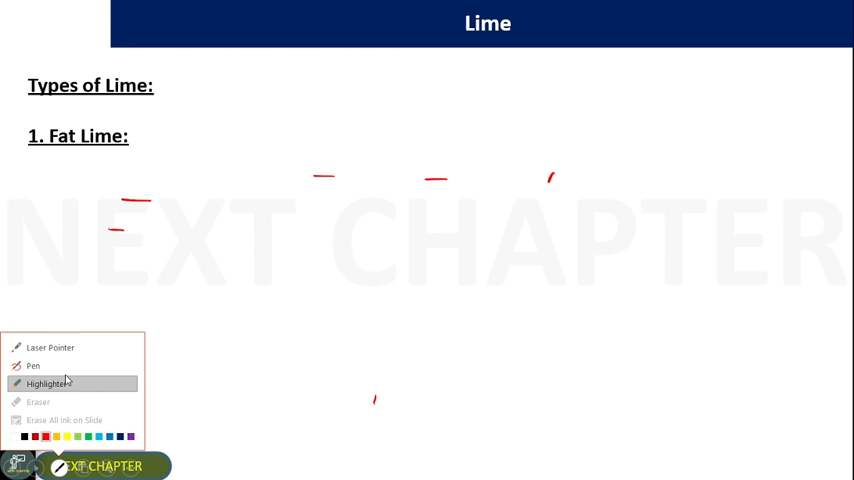 Lime
Types of Lime:
1. Fat Lime:
NEXT CHAPTER
Laser Pointer
Pen
Highlighter
Eraser
Erase All Ink on Slide
EXT CHAPTER